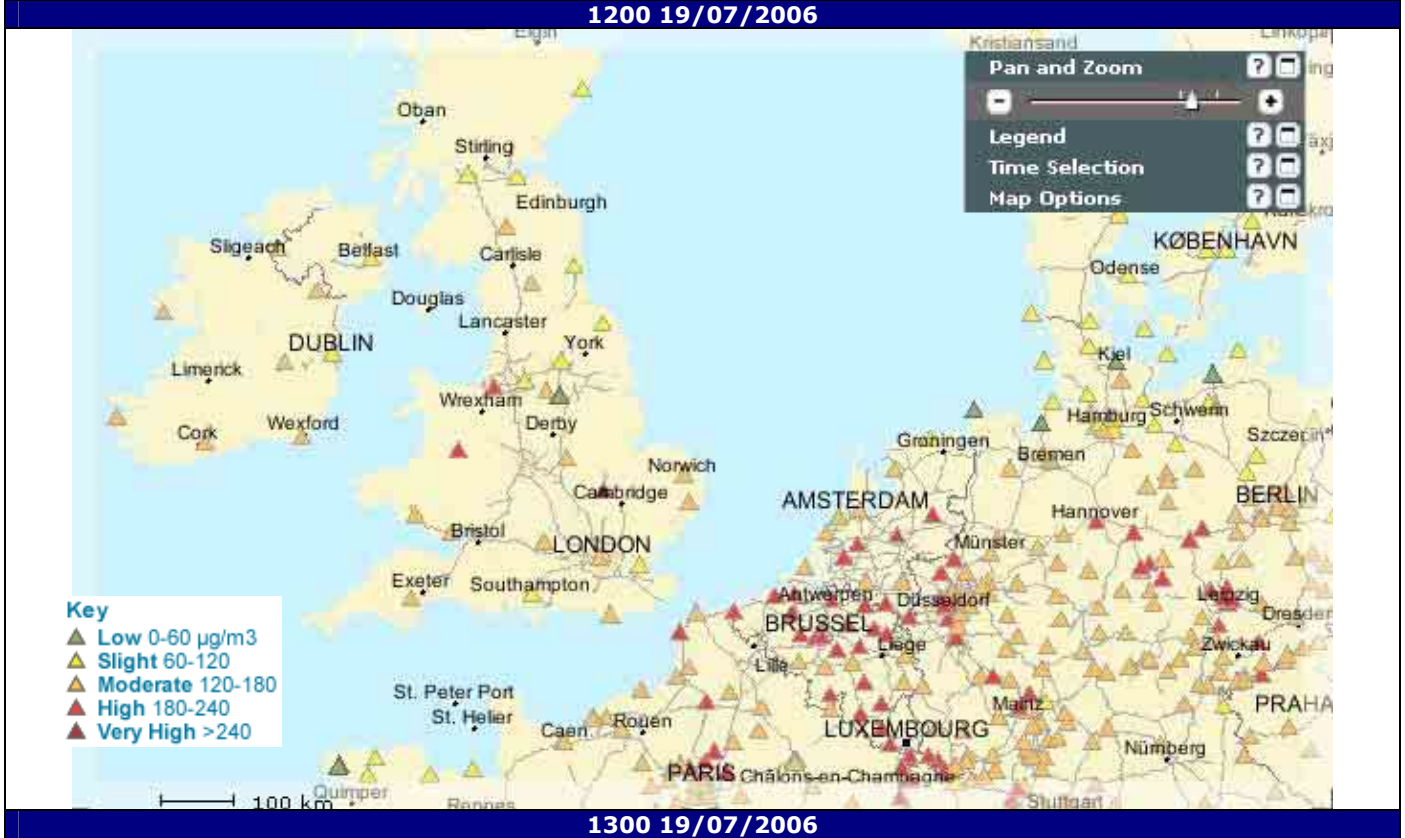 1200 19/07/2006
Elgin
Kristiansand
Linköping
Pan and Zoom
Oban
Legend
Stirling
Time Selection
Edinburgh
Map Options
Sligeach
Belfast
Carlisle
KØBENHAVN
Odense
Douglas
Lancaster
DUBLIN
York
Kiel
Limerick
Wrexham
Hamburg
Schwerin
Cork
Wexford
Derby
Groningen
Bremen
Szczecin
Norwich
Cambridge
AMSTERDAM
BERLIN
Hannover
Bristol
LONDON
Münster
Exeter
Southampton
Antwerpen
Düsseldorf
Leipzig
Key
Low 0-60 µg/m3
Slight 60-120
Moderate 120-180
High 180-240
Very High >240
BRUSSEL
Dresden
Liege
Zwickau
Lille
St. Peter Port
St. Helier
Mainz
PRAHA
Caen
Rouen
LUXEMBOURG
Nürnberg
PARIS
Châlons-en-Champagne
Quimper
Rennes
Stuttgart
100 km
1300 19/07/2006